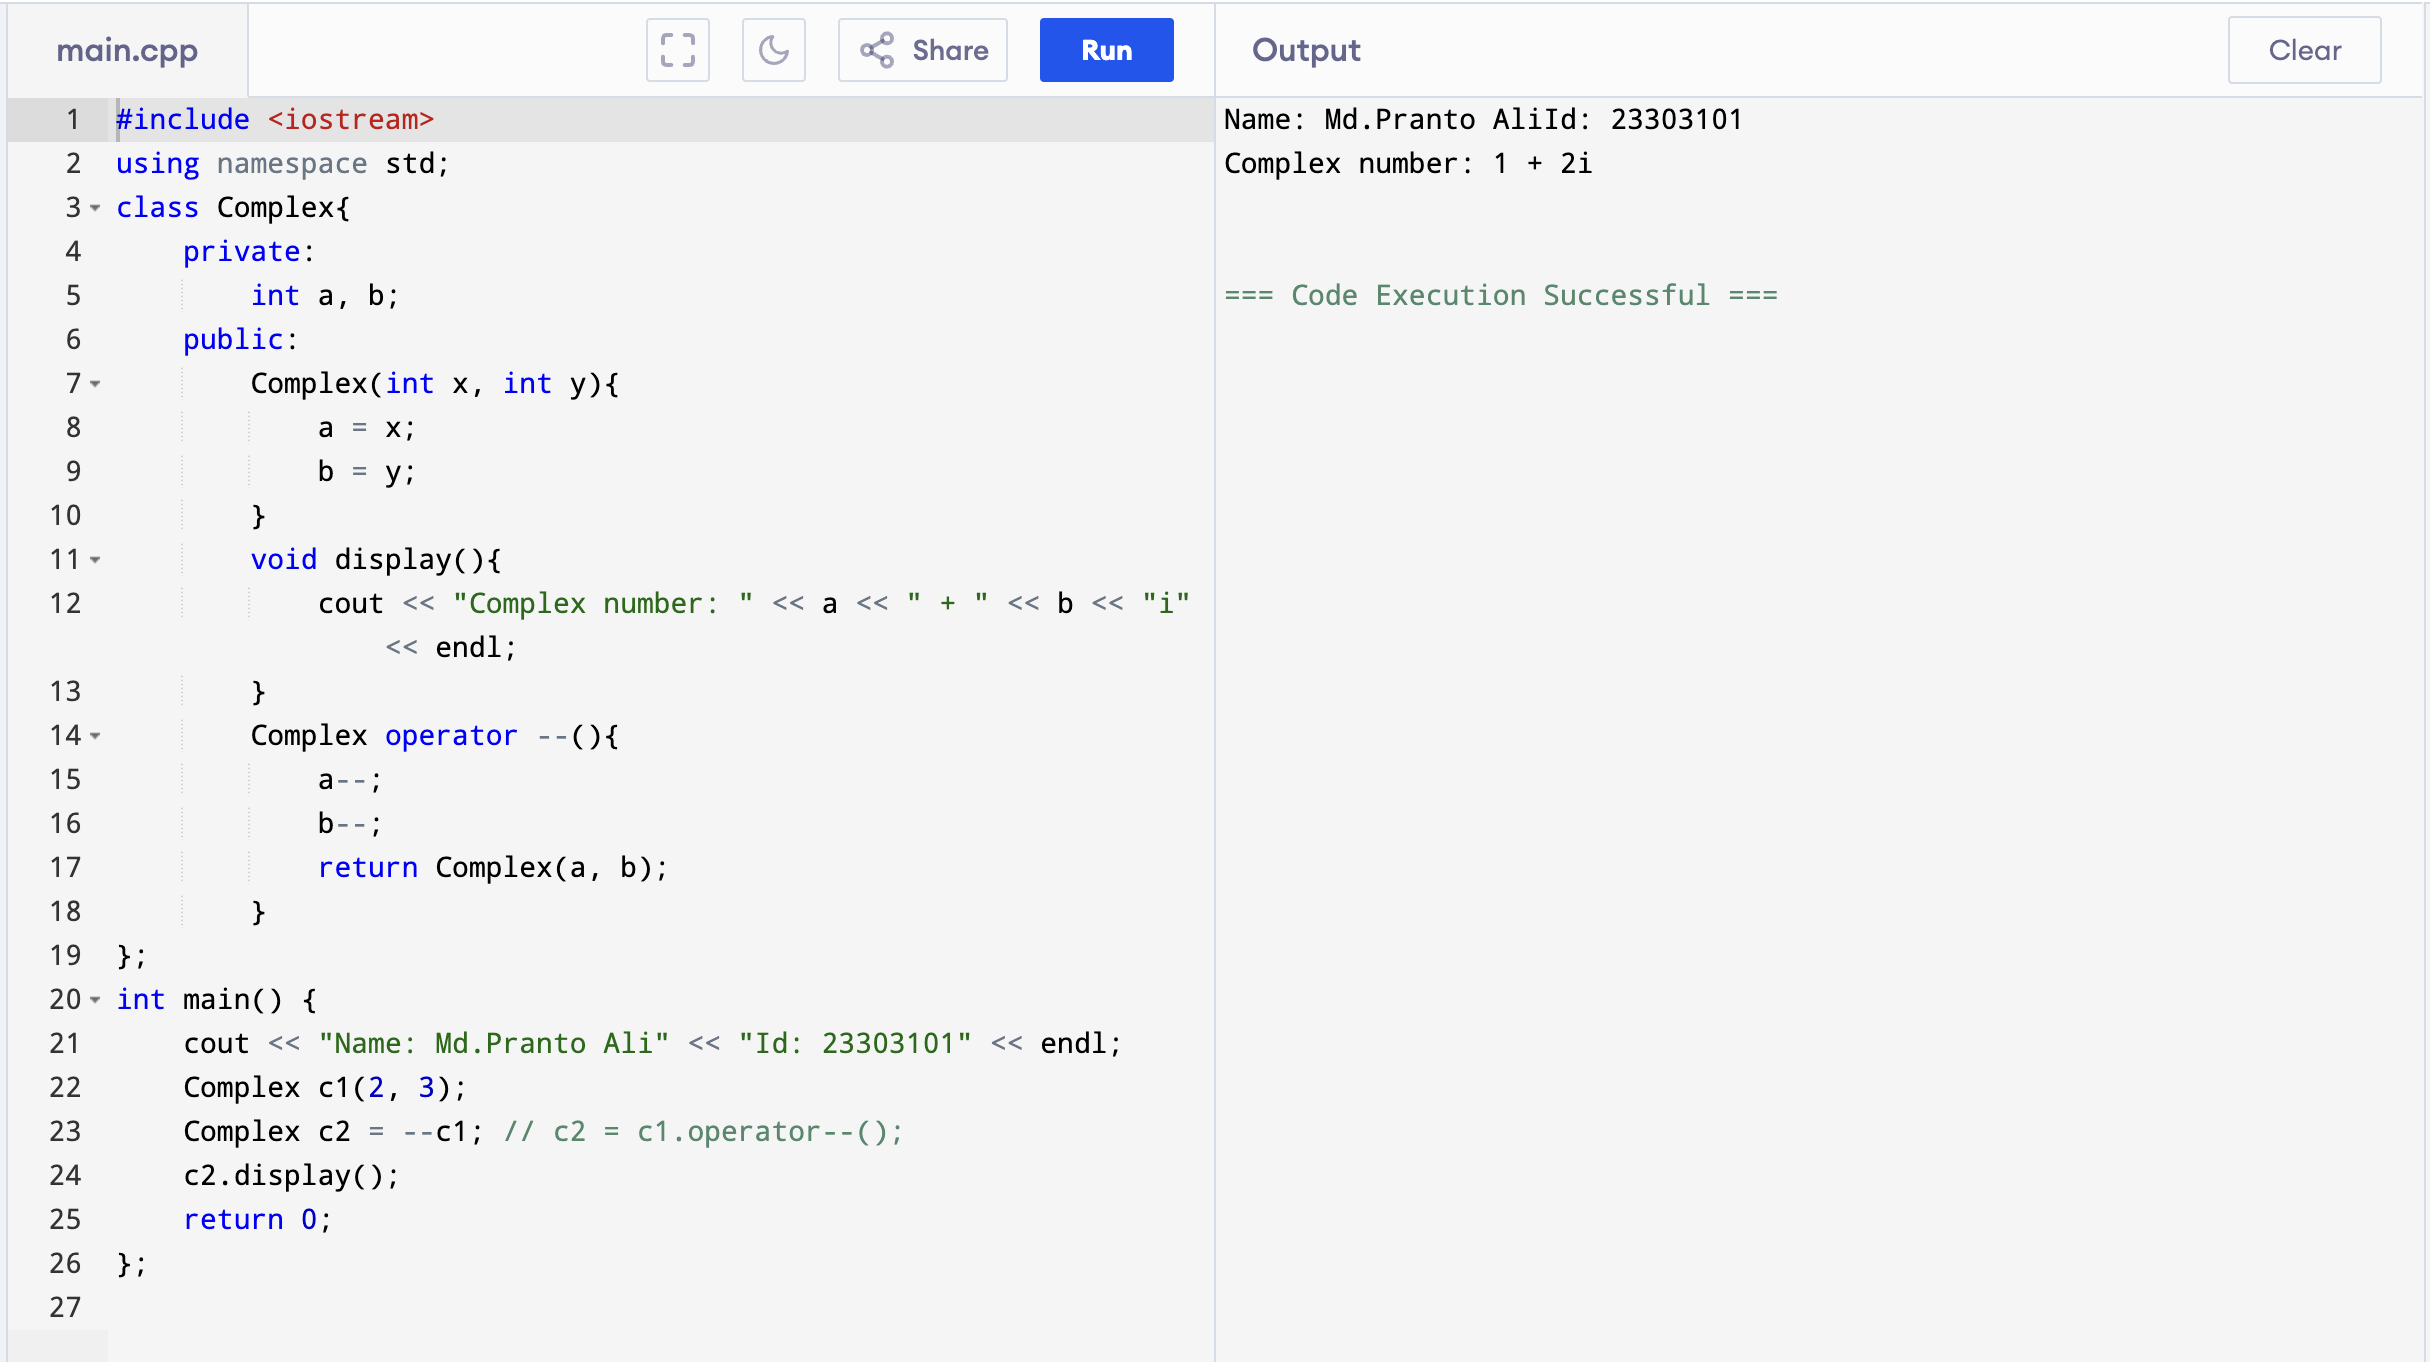 main.cpp
Share
Run
Output
Clear
1 #include <iostream>
2 using namespace std;
3 class Complex{
4     private:
5         int a, b;
6     public:
7         Complex(int x, int y){
8             a = x;
9             b = y;
10         }
11         void display(){
12             cout << "Complex number: " << a << " + " << b << "i"
                << endl;
13         }
14         Complex operator --(){
15             a--;
16             b--;
17             return Complex(a, b);
18         }
19 };
20 int main() {
21     cout << "Name: Md.Pranto Ali" << "Id: 23303101" << endl;
22     Complex c1(2, 3);
23     Complex c2 = --c1; // c2 = c1.operator--();
24     c2.display();
25     return 0;
26 };
27
Name: Md.Pranto AliId: 23303101
Complex number: 1 + 2i
=== Code Execution Successful ===